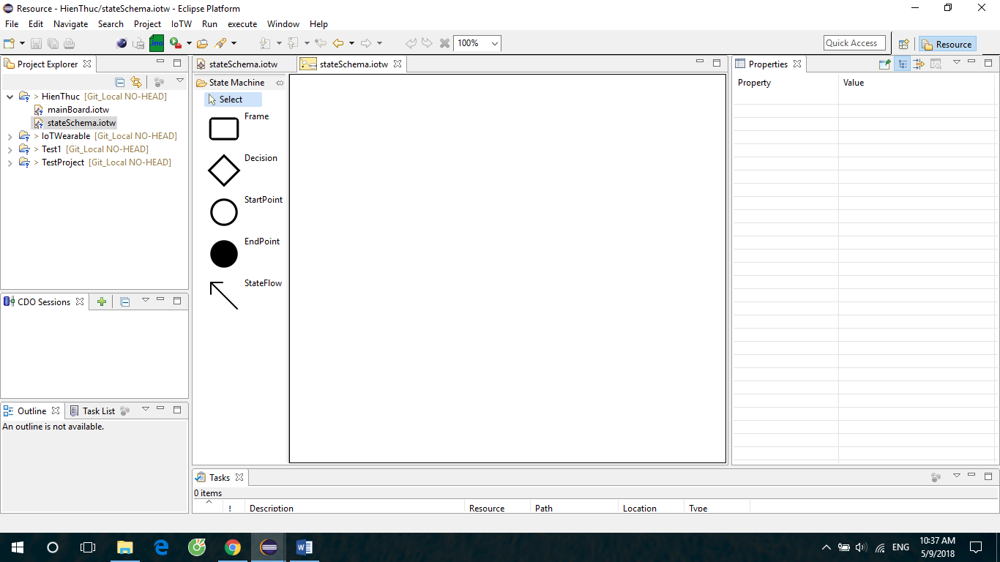 Resource - HienThuc/stateSchema.iotw - Eclipse Platform
File Edit Navigate Search Project IoTW Run execute Window Help
.ino 100% Quick Access Resource
Project Explorer
> HienThuc [Git_Local NO-HEAD]
mainBoard.iotw
stateSchema.iotw
> IoTWearable [Git_Local NO-HEAD]
> Test1 [Git_Local NO-HEAD]
> TestProject [Git_Local NO-HEAD]
CDO Sessions
Outline Task List
An outline is not available.
stateSchema.iotw stateSchema.iotw
State Machine
Select
Frame
Decision
StartPoint
EndPoint
StateFlow
Properties
Property Value
Tasks
0 items
! Description Resource Path Location Type
ENG
10:37 AM
5/9/2018